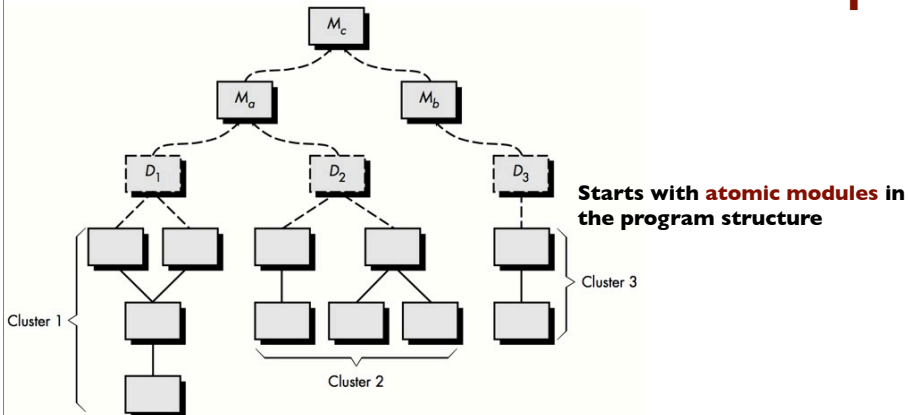 Mc
Ma
Mb
D1
D2
D3
Starts with atomic modules in
the program structure
Cluster 3
Cluster 1
Cluster 2